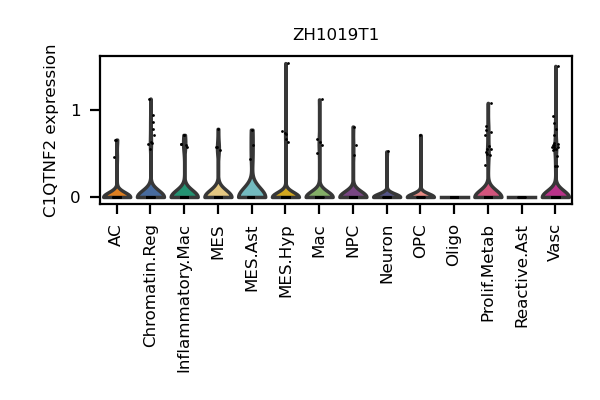 ZH1019T1
C1QTNF2 expression
1
0
AC
Chromatin.Reg
Inflammatory.Mac
MES
MES.Ast
MES.Hyp
Mac
NPC
Neuron
OPC
Oligo
Prolif.Metab
Reactive.Ast
Vasc